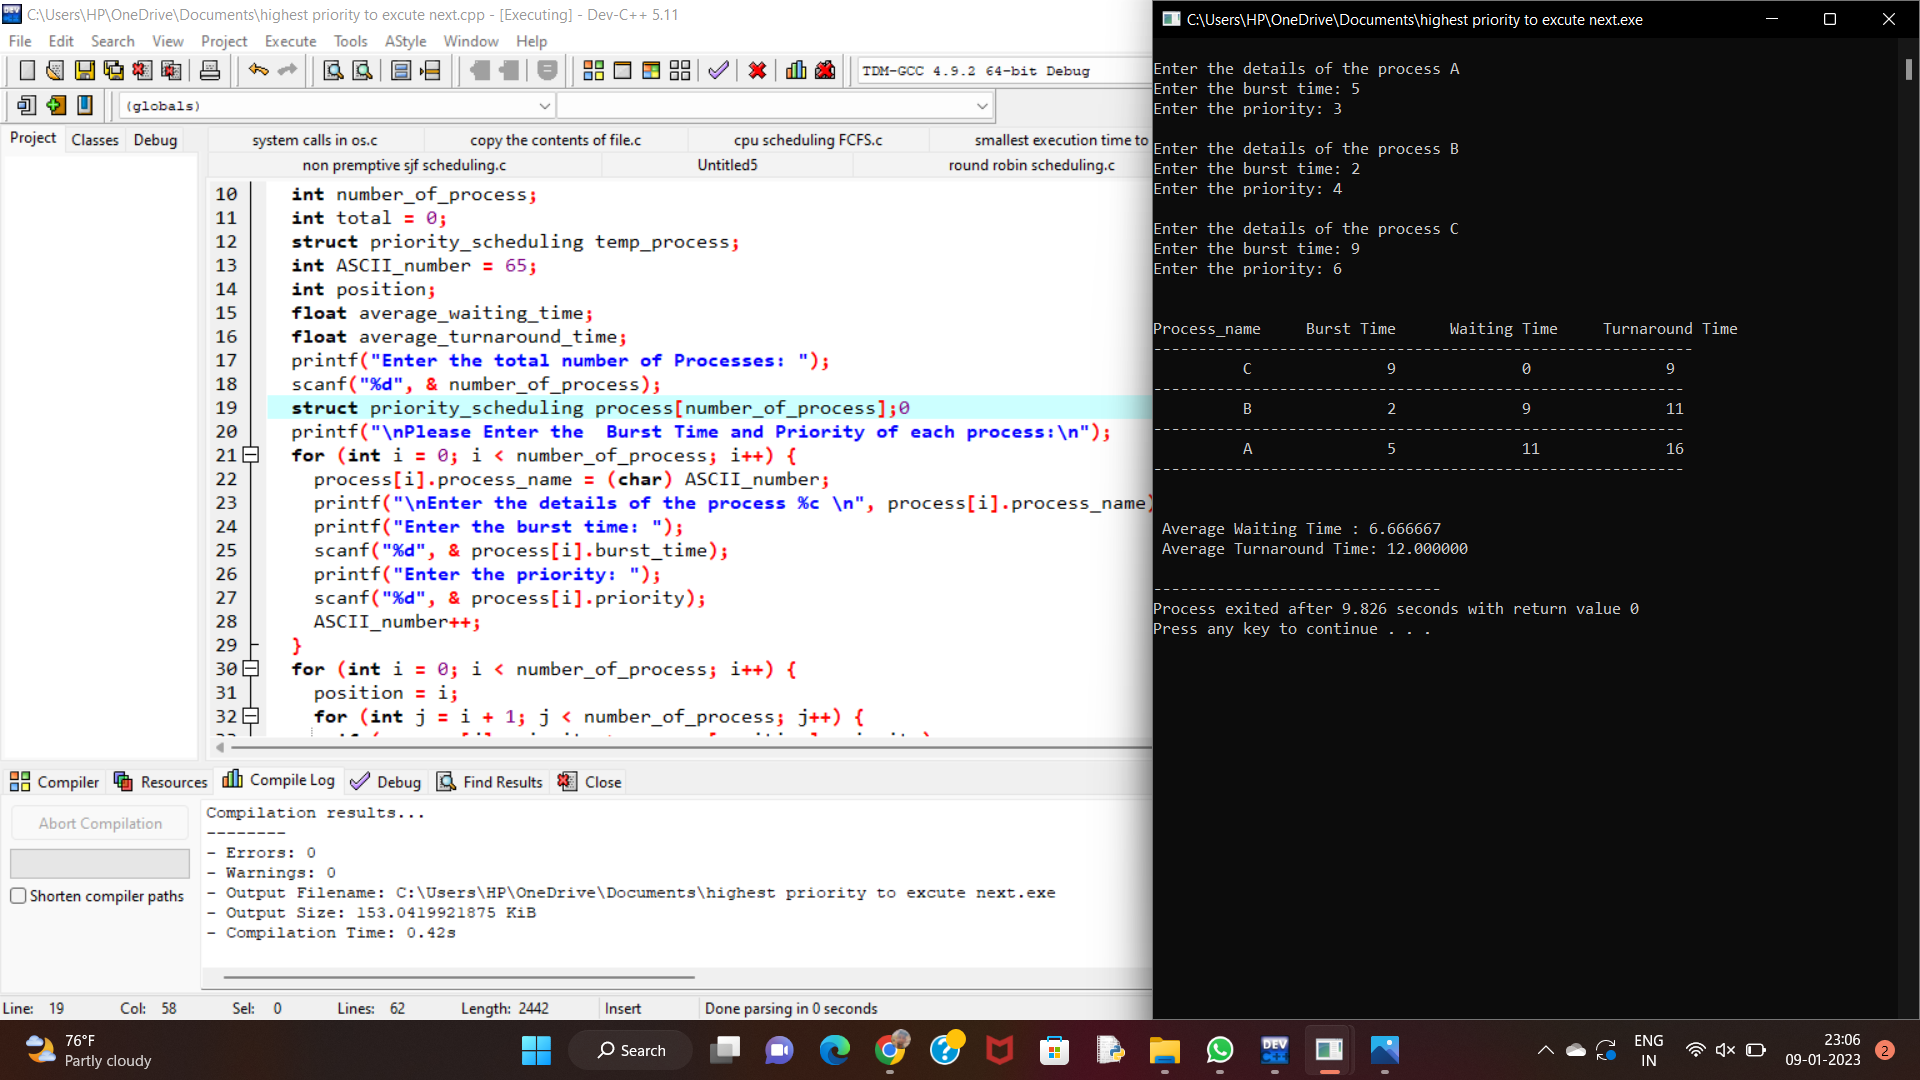 C:\Users\HP\OneDrive\Documents\highest priority to excute next.cpp - [Executing] - Dev-C++ 5.11
File Edit Search View Project Execute Tools AStyle Window Help
TDM-GCC 4.9.2 64-bit Debug
(globals)
Project Classes Debug
system calls in os.c copy the contents of file.c cpu scheduling FCFS.c smallest execution time to
non premptive sjf scheduling.c Untitled5 round robin scheduling.c
10 int number_of_process;
11 int total = 0;
12 struct priority_scheduling temp_process;
13 int ASCII_number = 65;
14 int position;
15 float average_waiting_time;
16 float average_turnaround_time;
17 printf("Enter the total number of Processes: ");
18 scanf("%d", & number_of_process);
19 struct priority_scheduling process[number_of_process];0
20 printf("\nPlease Enter the  Burst Time and Priority of each process:\n");
21 for (int i = 0; i < number_of_process; i++) {
22 process[i].process_name = (char) ASCII_number;
23 printf("\nEnter the details of the process %c \n", process[i].process_name)
24 printf("Enter the burst time: ");
25 scanf("%d", & process[i].burst_time);
26 printf("Enter the priority: ");
27 scanf("%d", & process[i].priority);
28 ASCII_number++;
29 }
30 for (int i = 0; i < number_of_process; i++) {
31 position = i;
32 for (int j = i + 1; j < number_of_process; j++) {
Compiler Resources Compile Log Debug Find Results Close
Abort Compilation
Shorten compiler paths
Compilation results...
--------
- Errors: 0
- Warnings: 0
- Output Filename: C:\Users\HP\OneDrive\Documents\highest priority to excute next.exe
- Output Size: 153.0419921875 KiB
- Compilation Time: 0.42s
Line: 19 Col: 58 Sel: 0 Lines: 62 Length: 2442 Insert Done parsing in 0 seconds
C:\Users\HP\OneDrive\Documents\highest priority to excute next.exe
Enter the details of the process A
Enter the burst time: 5
Enter the priority: 3
Enter the details of the process B
Enter the burst time: 2
Enter the priority: 4
Enter the details of the process C
Enter the burst time: 9
Enter the priority: 6
Process_name Burst Time Waiting Time Turnaround Time
------------------------------------------------------------
C 9 0 9
-----------------------------------------------------------
B 2 9 11
-----------------------------------------------------------
A 5 11 16
-----------------------------------------------------------
Average Waiting Time : 6.666667
Average Turnaround Time: 12.000000
--------------------------------
Process exited after 9.826 seconds with return value 0
Press any key to continue . . .
76°F
Partly cloudy
Search
DEV
C++
ENG
IN
23:06
09-01-2023
2